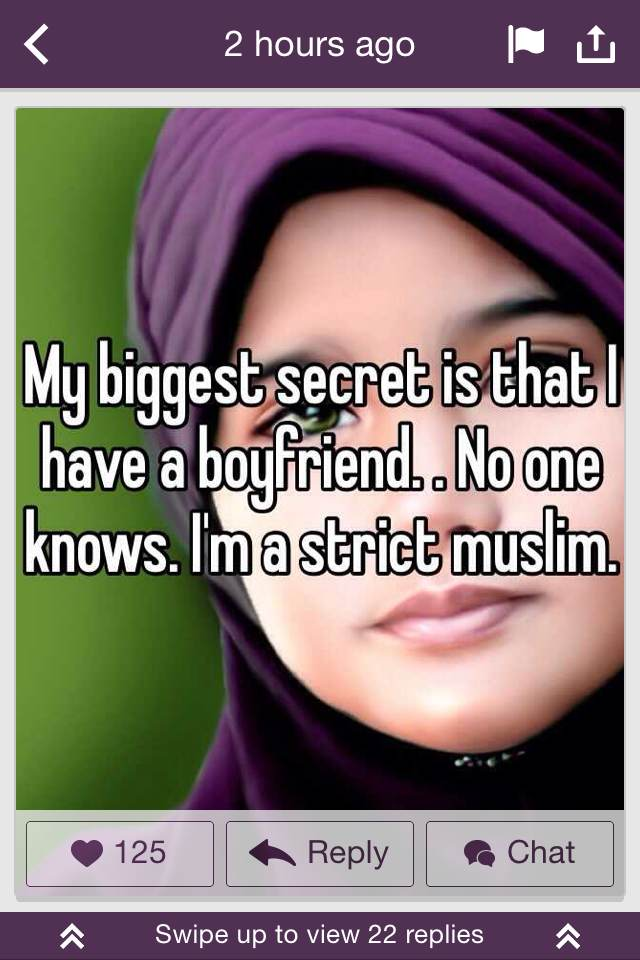 2 hours ago
My biggest secret is that I
have a boyfriend. . No one
knows. I'm a strict muslim.
125
Reply
Chat
Swipe up to view 22 replies